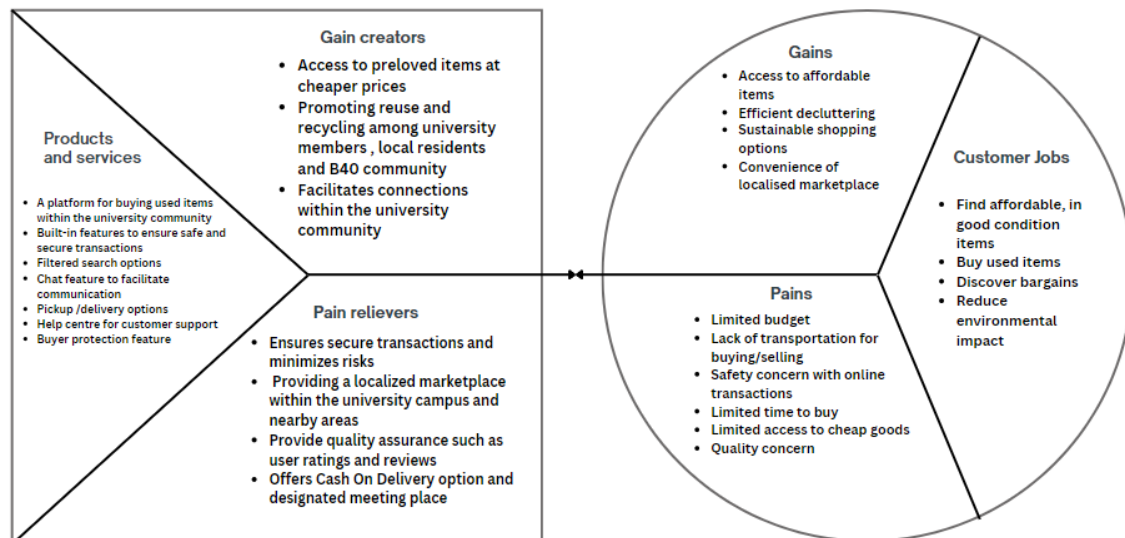 Gain creators
• Access to preloved items at
cheaper prices
• Promoting reuse and
recycling among university
members , local residents
and B40 community
• Facilitates connections
within the university
community
Products
and services
• A platform for buying used items
within the university community
• Built-in features to ensure safe and
secure transactions
• Filtered search options
• Chat feature to facilitate
communication
• Pickup /delivery options
• Help centre for customer support
• Buyer protection feature
Pain relievers
• Ensures secure transactions and
minimizes risks
• Providing a localized marketplace
within the university campus and
nearby areas
• Provide quality assurance such as
user ratings and reviews
• Offers Cash On Delivery option and
designated meeting place
Gains
• Access to affordable
items
• Efficient decluttering
• Sustainable shopping
options
• Convenience of
localised marketplace
Customer Jobs
• Find affordable, in
good condition
items
• Buy used items
• Discover bargains
• Reduce
environmental
impact
Pains
• Limited budget
• Lack of transportation for
buying/selling
• Safety concern with online
transactions
• Limited time to buy
• Limited access to cheap goods
• Quality concern